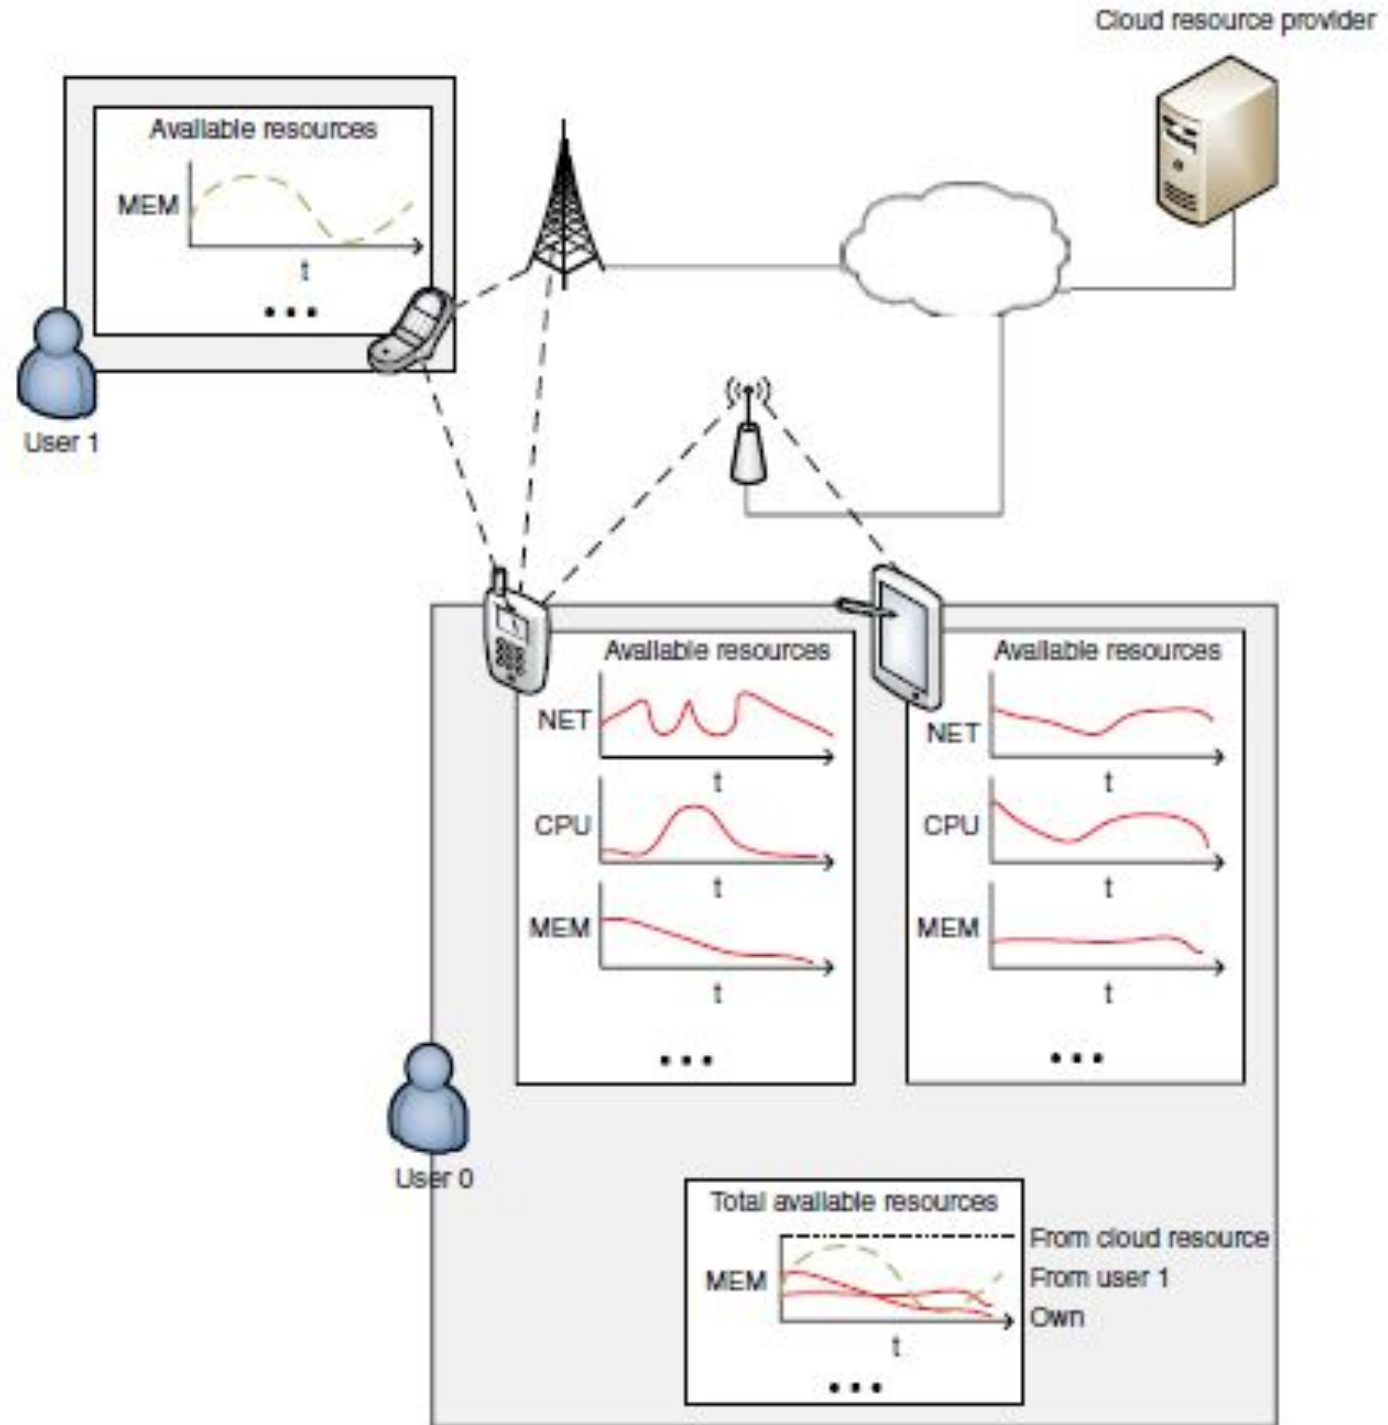 Cloud resource provider
Available resources
MEM
t
...
User 1
Available resources
NET
t
CPU
t
MEM
t
...
Available resources
NET
t
CPU
t
MEM
t
...
User 0
Total available resources
From cloud resource
MEM
From user 1
Own
t
...